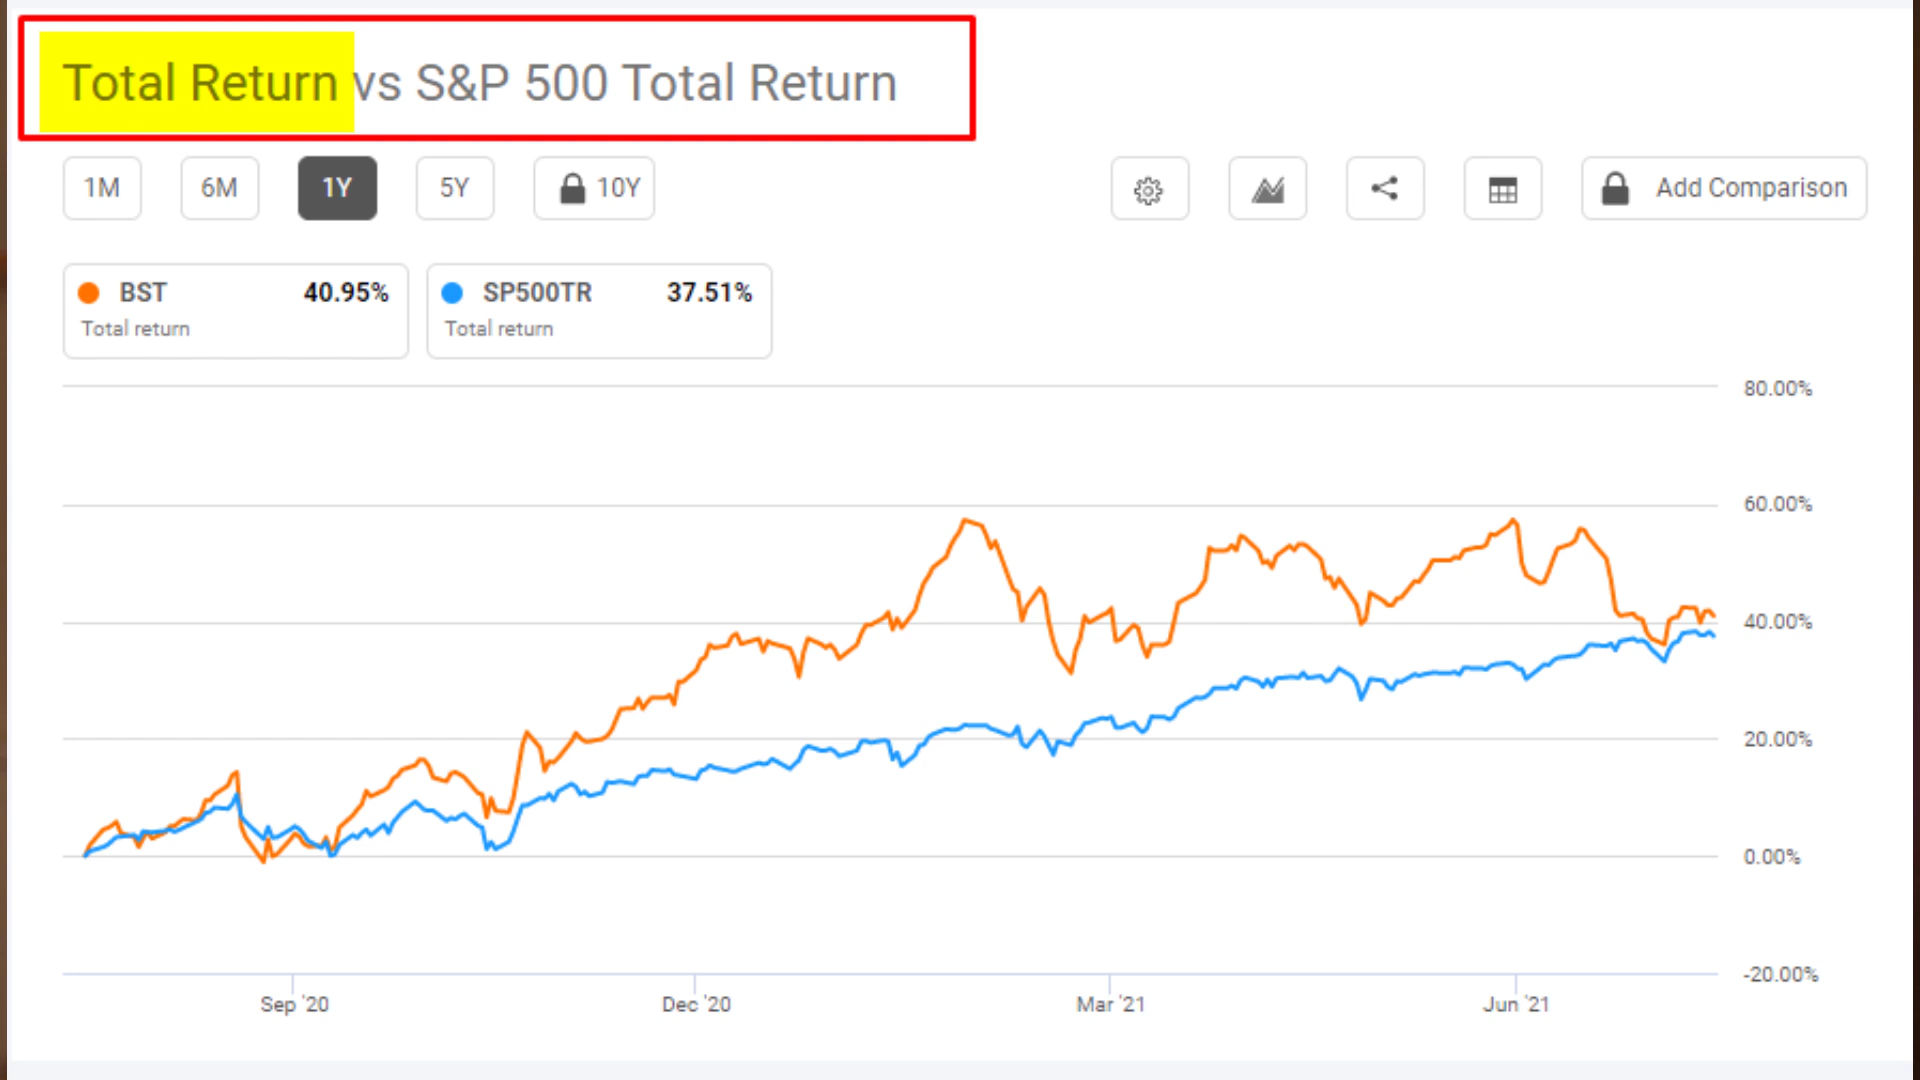 Total Return vs S&P 500 Total Return
1M 6M 1Y 5Y 10Y Add Comparison
BST 40.95% SP500TR 37.51%
Total return Total return
80.00%
60.00%
40.00%
20.00%
0.00%
-20.00%
Sep '20 Dec '20 Mar '21 Jun '21